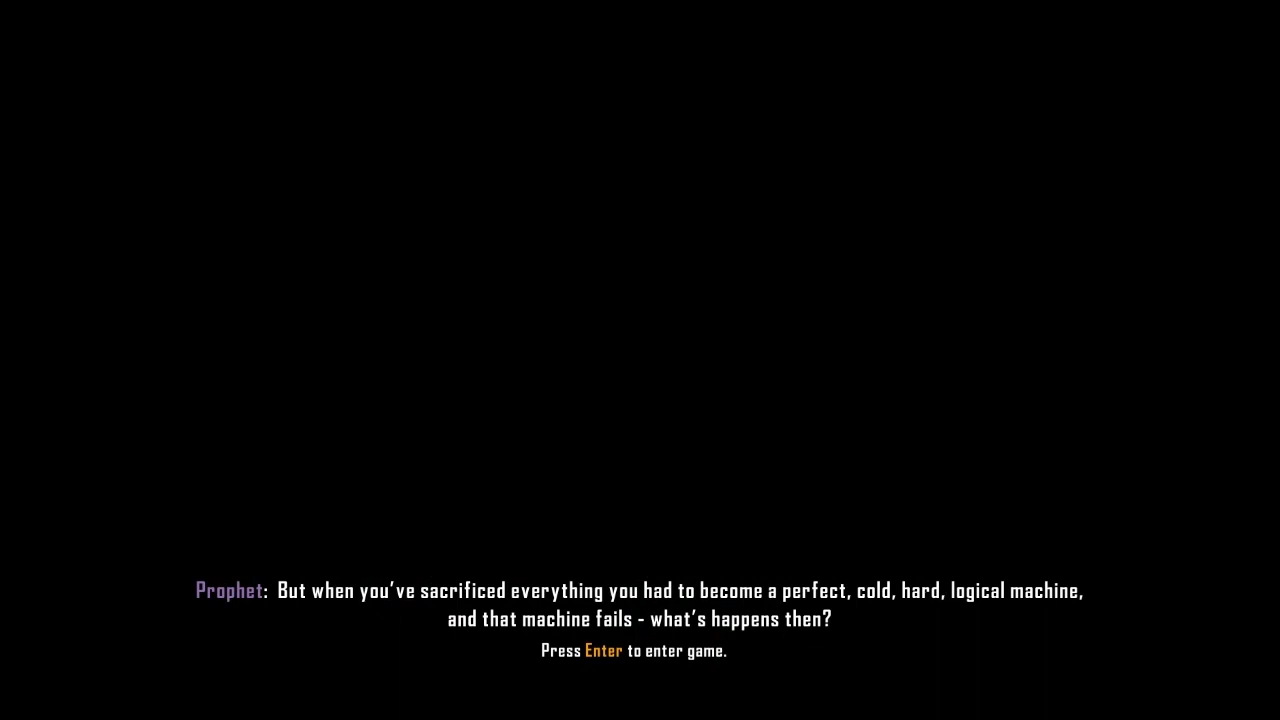 Prophet: But when you've sacrificed everything you had to become a perfect, cold, hard, logical machine,
and that machine fails - what's happens then?
Press Enter to enter game.